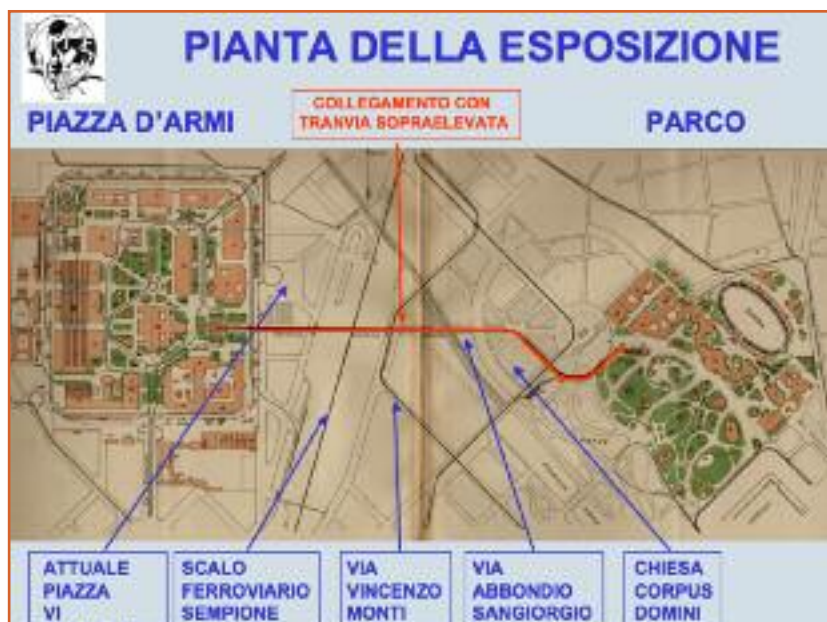 PIANTA DELLA ESPOSIZIONE
COLLEGAMENTO CON
TRANVIA SOPRAELEVATA
PIAZZA D'ARMI
PARCO
ATTUALE
PIAZZA
VI
SCALO
FERROVIARIO
SEMPIONE
VIA
VINCENZO
MONTI
VIA
ABBONDIO
SANGIORGIO
CHIESA
CORPUS
DOMINI